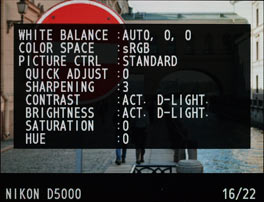 WHITE BALANCE :AUTO, 0, 0
COLOR SPACE :sRGB
PICTURE CTRL :STANDARD
QUICK ADJUST :0
SHARPENING :3
CONTRAST :ACT. D-LIGHT.
BRIGHTNESS :ACT. D-LIGHT.
SATURATION :0
HUE :0
NIKON D5000 16/22